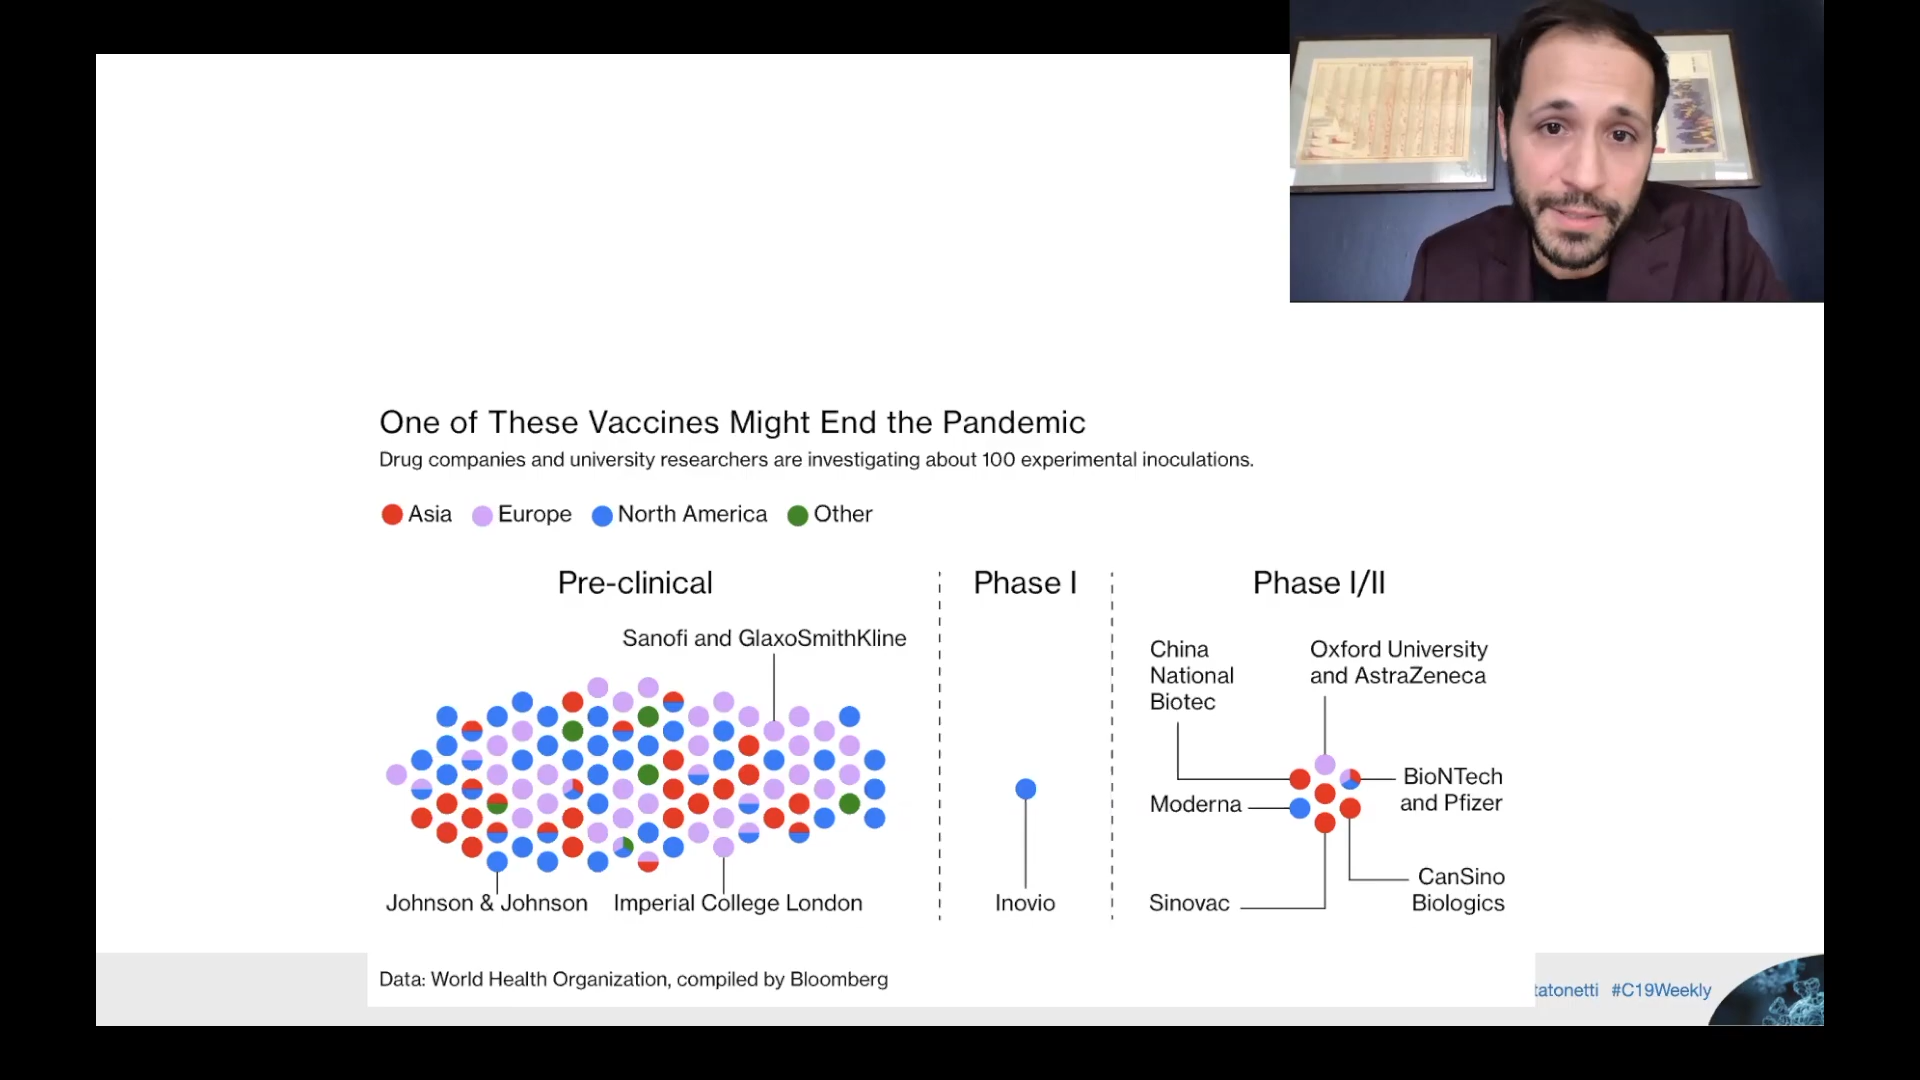 One of These Vaccines Might End the Pandemic
Drug companies and university researchers are investigating about 100 experimental inoculations.
Asia Europe North America Other
Pre-clinical
Phase I
Phase I/II
Sanofi and GlaxoSmithKline
Johnson & Johnson
Imperial College London
Inovio
China
National
Biotec
Oxford University
and AstraZeneca
Moderna
BioNTech
and Pfizer
Sinovac
CanSino
Biologics
Data: World Health Organization, compiled by Bloomberg
tatonetti #C19Weekly